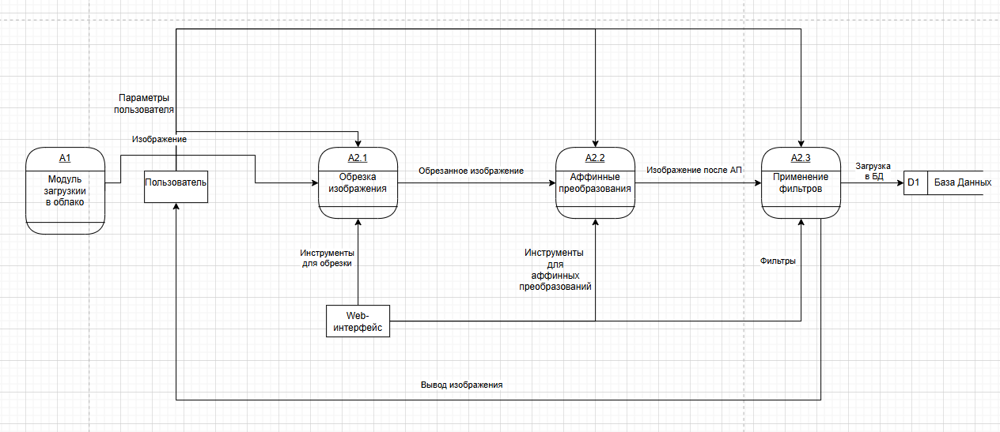 Параметры
пользователя
Изображение
A1
Модуль
загрузкии
в облако
Пользователь
A2.1
Обрезка
изображения
Обрезанное изображение
A2.2
Аффинные
преобразования
Изображение после АП
A2.3
Применение
фильтров
Загрузка
в БД
D1
База Данных
Инструменты
для обрезки
Инструменты
для
аффинных
преобразований
Фильтры
Web-
интерфейс
Вывод изображения